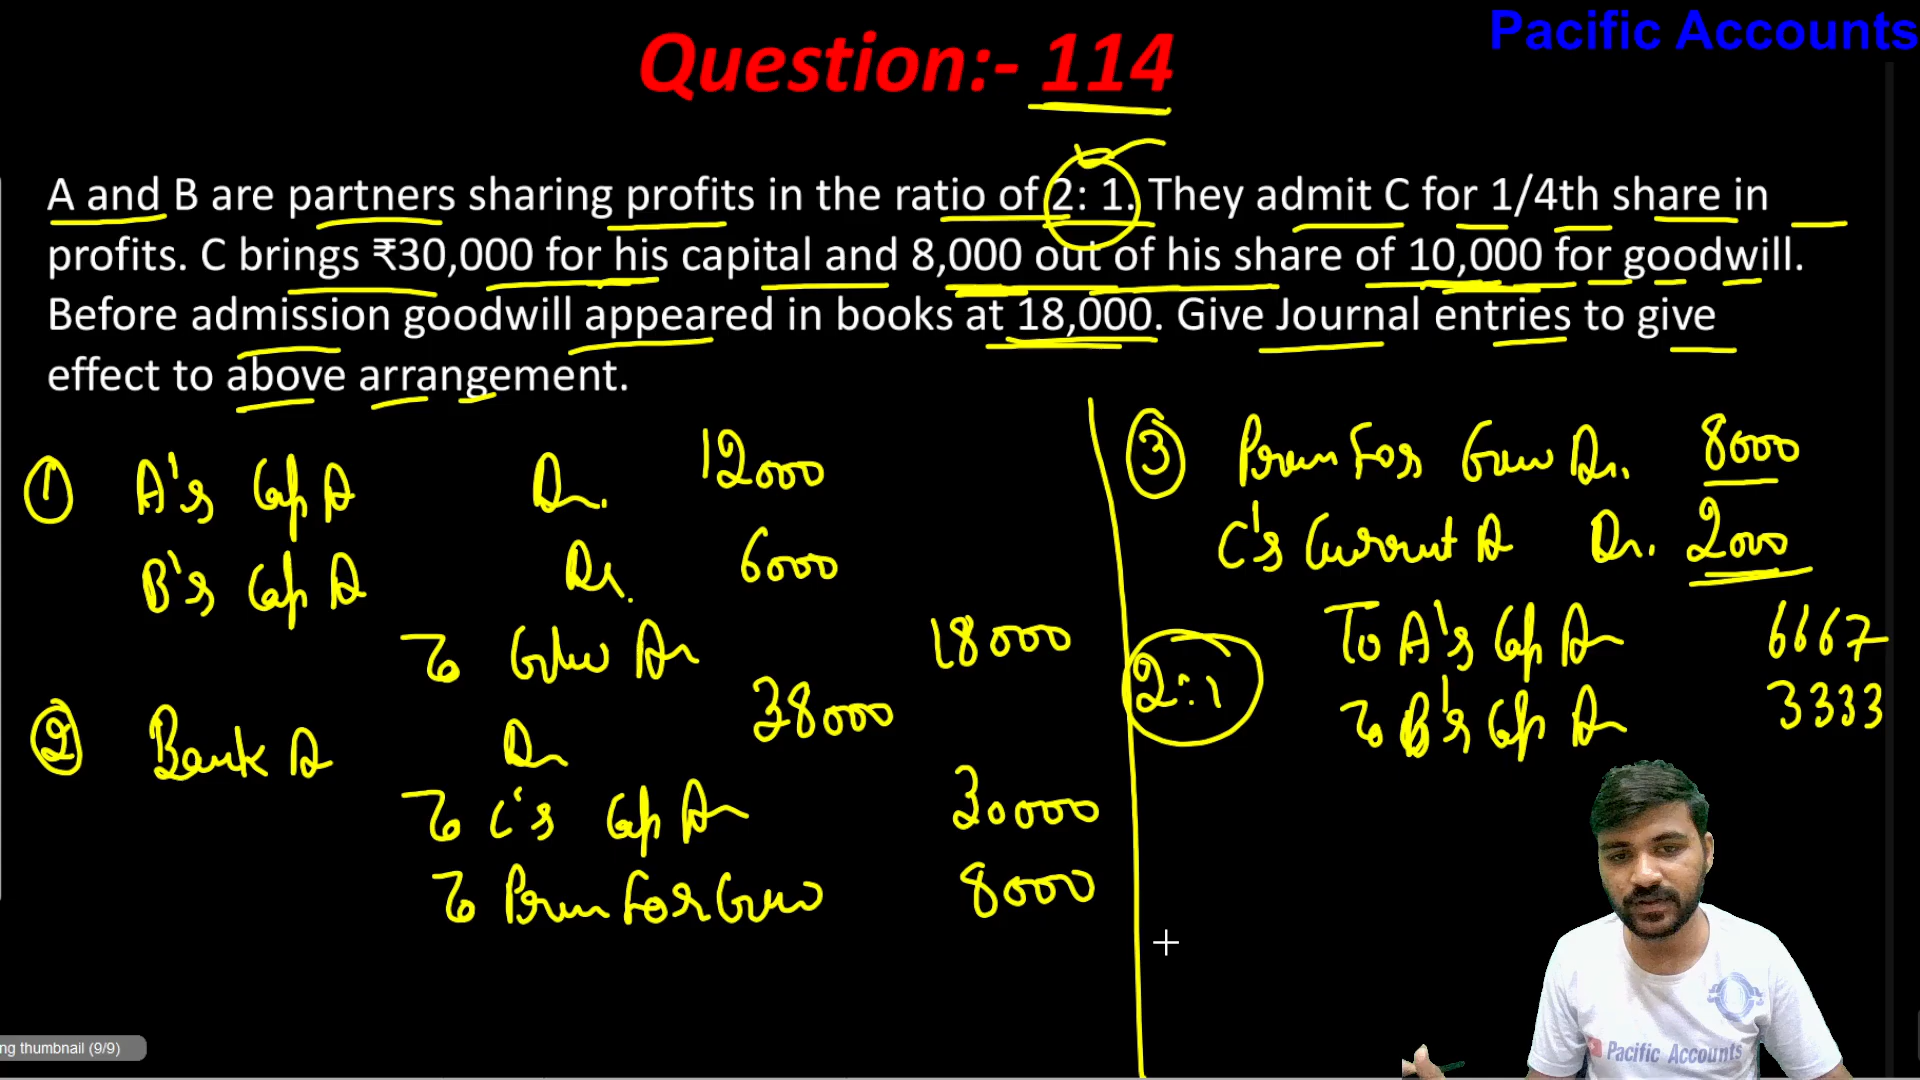 Pacific Accounts
Question:- 114
A and B are partners sharing profits in the ratio of 2: 1. They admit C for 1/4th share in
profits. C brings ₹30,000 for his capital and 8,000 out of his share of 10,000 for goodwill.
Before admission goodwill appeared in books at 18,000. Give Journal entries to give
effect to above arrangement.
① A's Cap A Dr. 12000
B's Cap A Dr. 6000
To G/w A/c 18000
② Bank A Dr 38000
To C's Cap A/c 30000
To Prem For G/w 8000
③ Prem For G/w Dr. 8000
C's Current A Dr. 2000
To A's Cap A/c 6667
To B's Cap A/c 3333
2:1
Pacific Accounts
ng thumbnail (9/9)